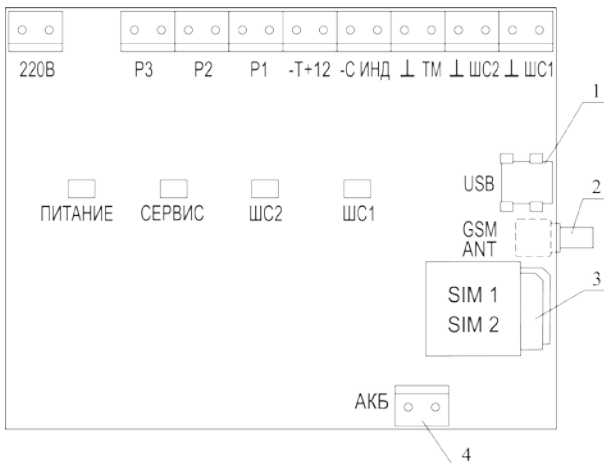 220В Р3 Р2 Р1 -Т+12 -С ИНД ⊥ ТМ ⊥ ШС2 ⊥ ШС1
1
USB
2
ПИТАНИЕ СЕРВИС ШС2 ШС1
GSM
ANT
3
SIM 1
SIM 2
АКБ
4